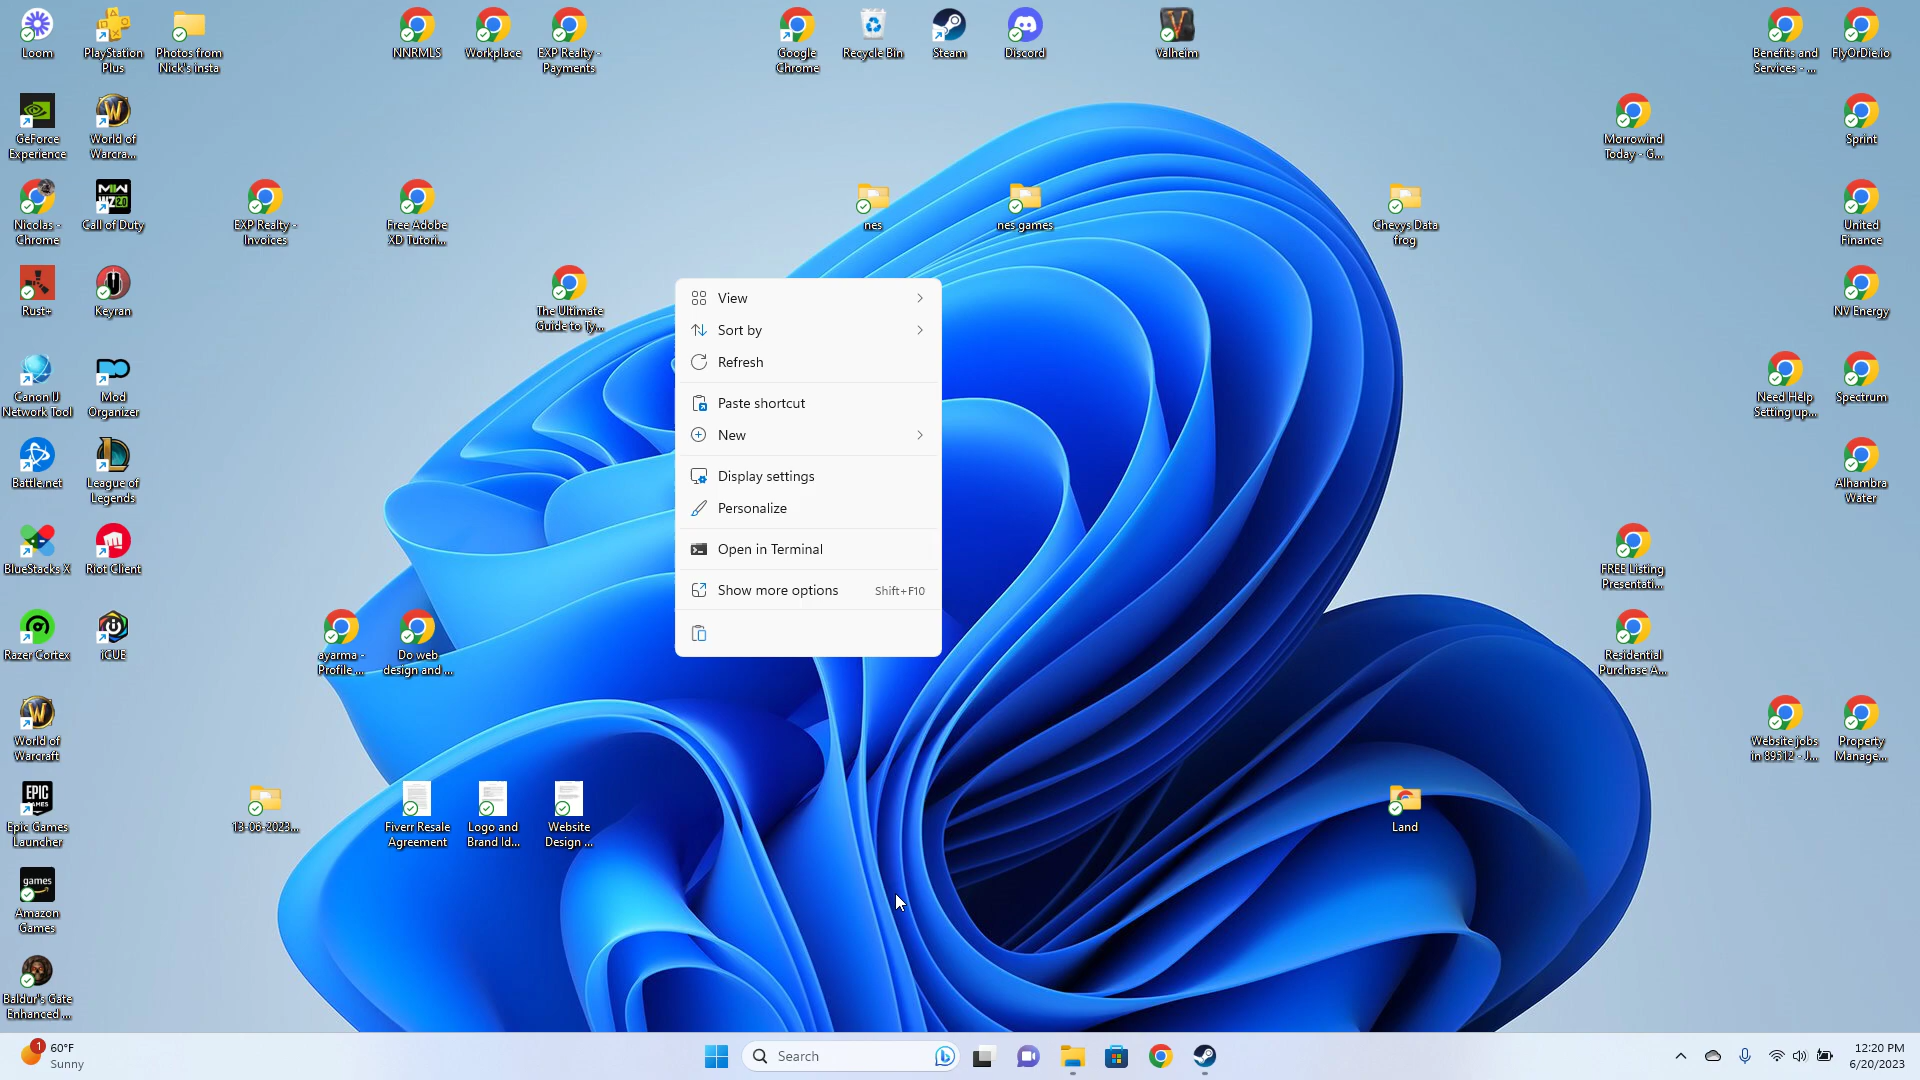 Loom
PlayStation
Plus
Photos from
Nick's insta
NNRMLS
Workplace
EXP Realty -
Payments
Google
Chrome
Recycle Bin
Steam
Discord
Valheim
Benefits and
Services - ...
FlyOrDie.io
GeForce
Experience
World of
Warcra...
Morrowind
Today - G...
Sprint
Nicolas -
Chrome
MW
WZ2.0
Call of Duty
EXP Realty -
Invoices
Free Adobe
XD Tutori...
nes
nes games
Chevys Data
frog
United
Finance
Rust+
Keyran
The Ultimate
Guide to Ty...
NV Energy
View
Sort by
Refresh
Paste shortcut
New
Display settings
Personalize
Open in Terminal
Show more options Shift+F10
Canon IJ
Network Tool
Mod
Organizer
Need Help
Setting up...
Spectrum
Battle.net
League of
Legends
Alhambra
Water
BlueStacks X
Riot Client
FREE Listing
Presentati...
Razer Cortex
iCUE
ayarma -
Profile ...
Do web
design and ...
Residential
Purchase A...
World of
Warcraft
Website jobs
in 89512 - J...
Property
Manage...
EPIC
GAMES
Epic Games
Launcher
13-06-2023...
Fiverr Resale
Agreement
Logo and
Brand Id...
Website
Design ...
Land
games
Amazon
Games
Baldur's Gate
Enhanced ...
1
60°F
Sunny
Search
12:20 PM
6/20/2023